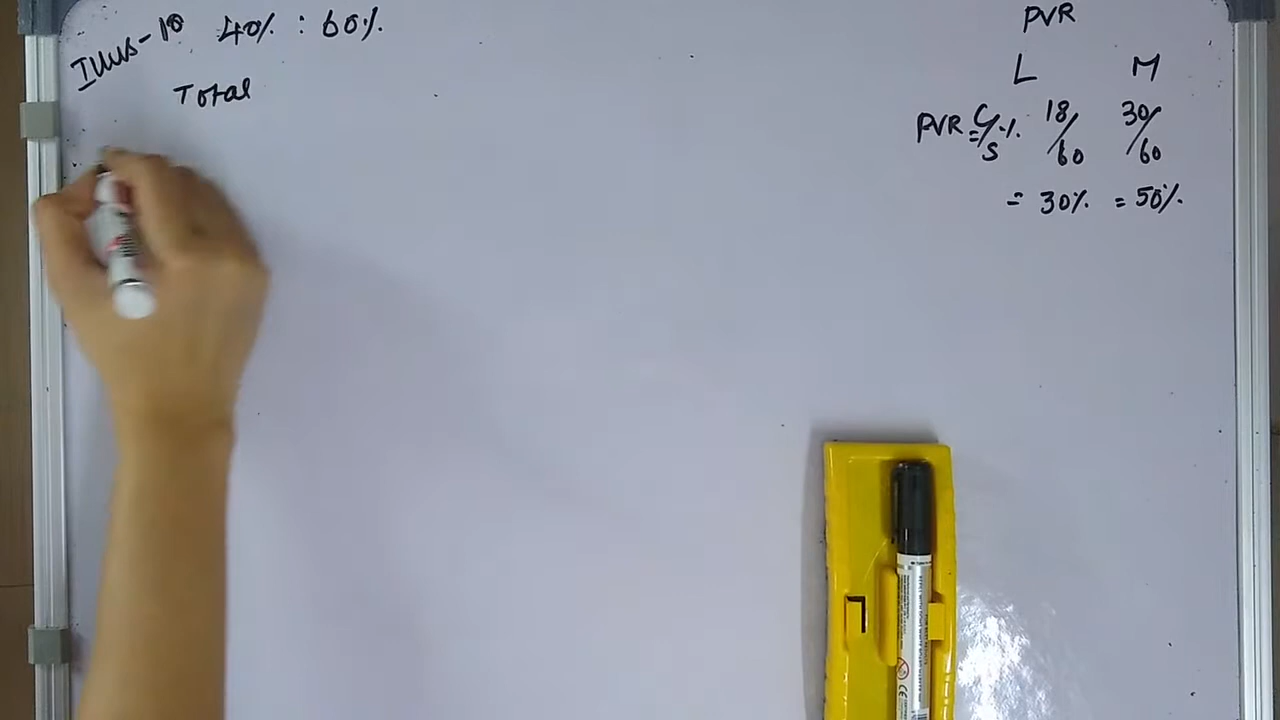 Illus-10 40% : 60%
Total
PVR
L M
PVR = C/S % 18/60 30/60
= 30% = 50%